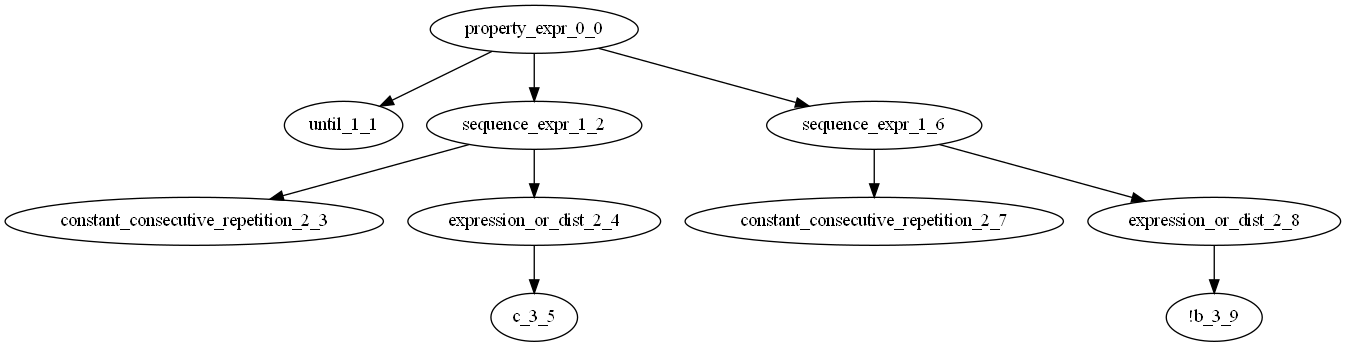 property_expr_0_0
until_1_1
sequence_expr_1_2
sequence_expr_1_6
constant_consecutive_repetition_2_3
expression_or_dist_2_4
constant_consecutive_repetition_2_7
expression_or_dist_2_8
c_3_5
!b_3_9